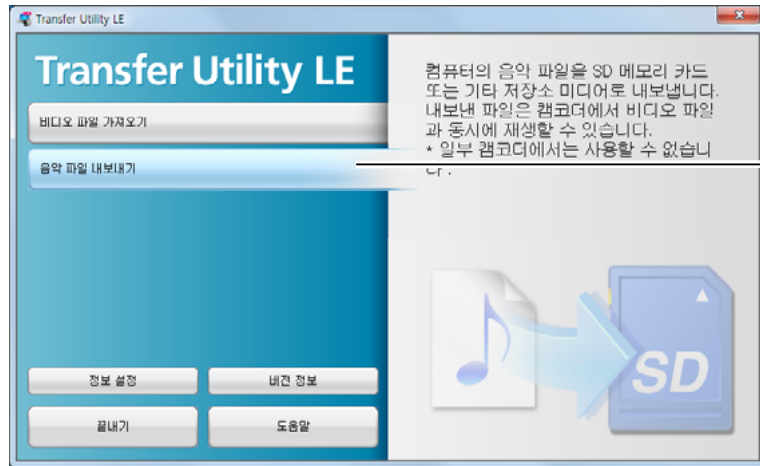 Transfer Utility LE
Transfer Utility LE
비디오 파일 가져오기
음악 파일 내보내기
정보 설정
버전 정보
끝내기
도움말
컴퓨터의 음악 파일을 SD 메모리 카드
또는 기타 저장소 미디어로 내보냅니다.
내보낸 파일은 캠코더에서 비디오 파일
과 동시에 재생할 수 있습니다.
* 일부 캠코더에서는 사용할 수 없습니
다 .
SD